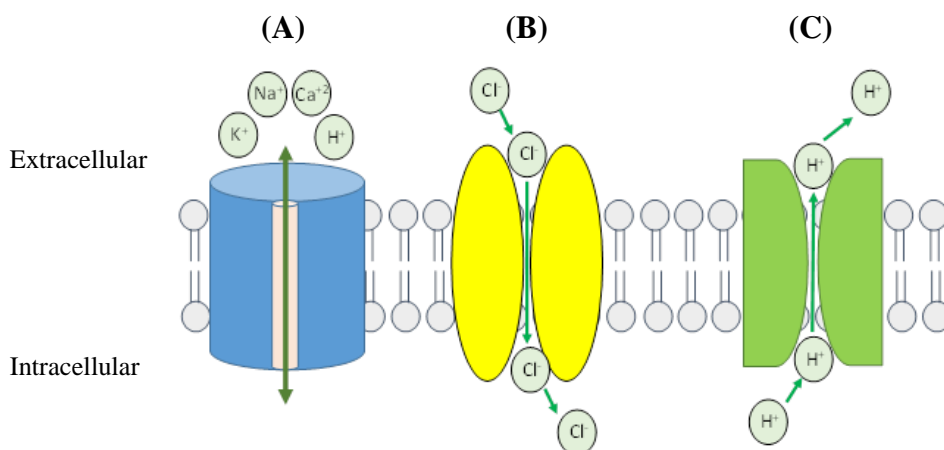 (A) (B) (C)
Na⁺ Ca⁺² Cl⁻ H⁺
K⁺ H⁺
Extracellular Cl⁻ H⁺
Intracellular Cl⁻ H⁺
Cl⁻ H⁺